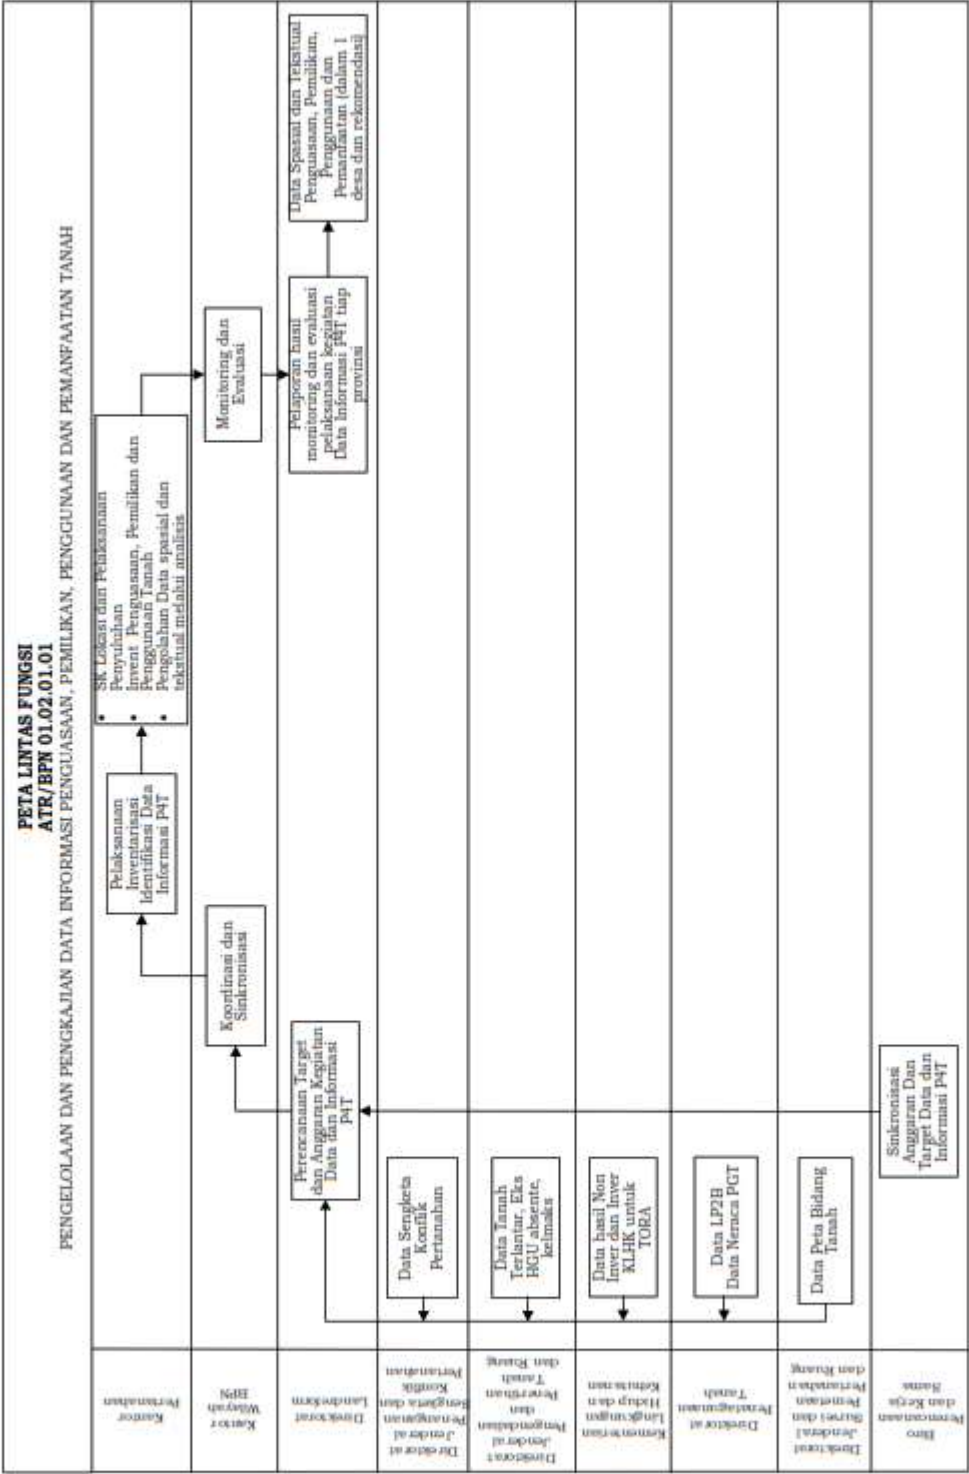 PETA LINTAS FUNGSI
ATR/BPN 01.02.01.01
PENGELOLAAN DAN PENGKAJIAN DATA INFORMASI PENGUASAAN, PEMILIKAN, PENGGUNAAN DAN PEMANFAATAN TANAH
Kantor
Pertanahan
Pelaksanaan
Inventarisasi
Identifikasi Data
Informasi P4T
• SK Lokasi dan Pelaksanaan
Penyuluhan
• Invent Penguasaan, Pemilikan dan
Penggunaan Tanah
• Pengolahan Data spasial dan
tekstual melalui analisis
Kantor
Wilayah
BPN
Koordinasi dan
Sinkronisasi
Monitoring dan
Evaluasi
Direktorat
Landreform
Perencanaan Target
dan Anggaran Kegiatan
Data dan Informasi
P4T
Pelaporan hasil
monitoring dan evaluasi
pelaksanaan kegiatan
Data Informasi P4T tiap
provinsi
Data Spasial dan Tekstual
Penguasaan, Pemilikan,
Penggunaan dan
Pemanfaatan (dalam 1
desa dan rekomendasi)
Direktorat
Jenderal
Penanganan
Sengketa dan
Konflik
Pertanahan
Data Sengketa
Konflik
Pertanahan
Direktorat
Jenderal
Pengendalian
dan
Penertiban
Tanah
dan Ruang
Data Tanah
Terlantar, Eks
HGU absente,
kelmaks
Kementerian
Lingkungan
Hidup dan
Kehutanan
Data hasil Non
Inver dan Inver
KLHK untuk
TORA
Direktorat
Penatagunaan
Tanah
Data LP2B
Data Neraca PGT
Direktorat
Jenderal
Survei dan
Pemetaan
Pertanahan
dan Ruang
Data Peta Bidang
Tanah
Biro
Perencanaan
dan Kerja
Sama
Sinkronisasi
Anggaran Dan
Target Data dan
Informasi P4T